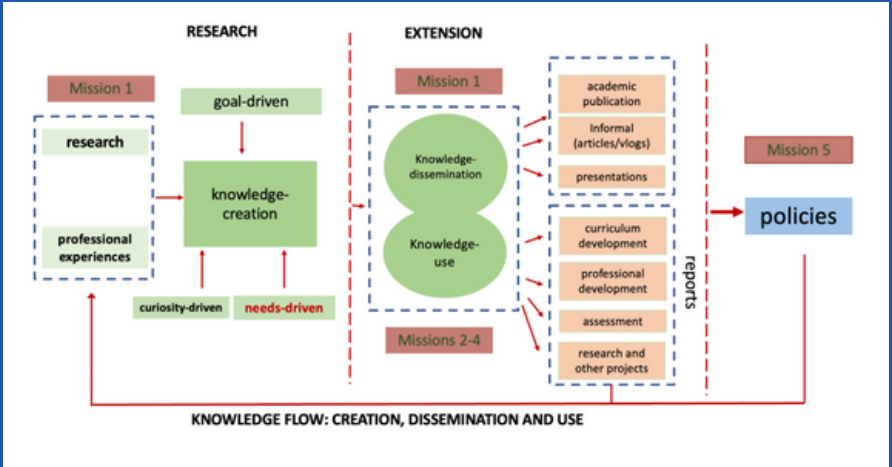 RESEARCH
EXTENSION
Mission 1
goal-driven
research
knowledge-
creation
professional
experiences
curiosity-driven
needs-driven
Mission 1
Knowledge-
dissemination
Knowledge-
use
Missions 2-4
academic
publication
Informal
(articles/vlogs)
presentations
curriculum
development
professional
development
assessment
research and
other projects
reports
Mission 5
policies
KNOWLEDGE FLOW: CREATION, DISSEMINATION AND USE